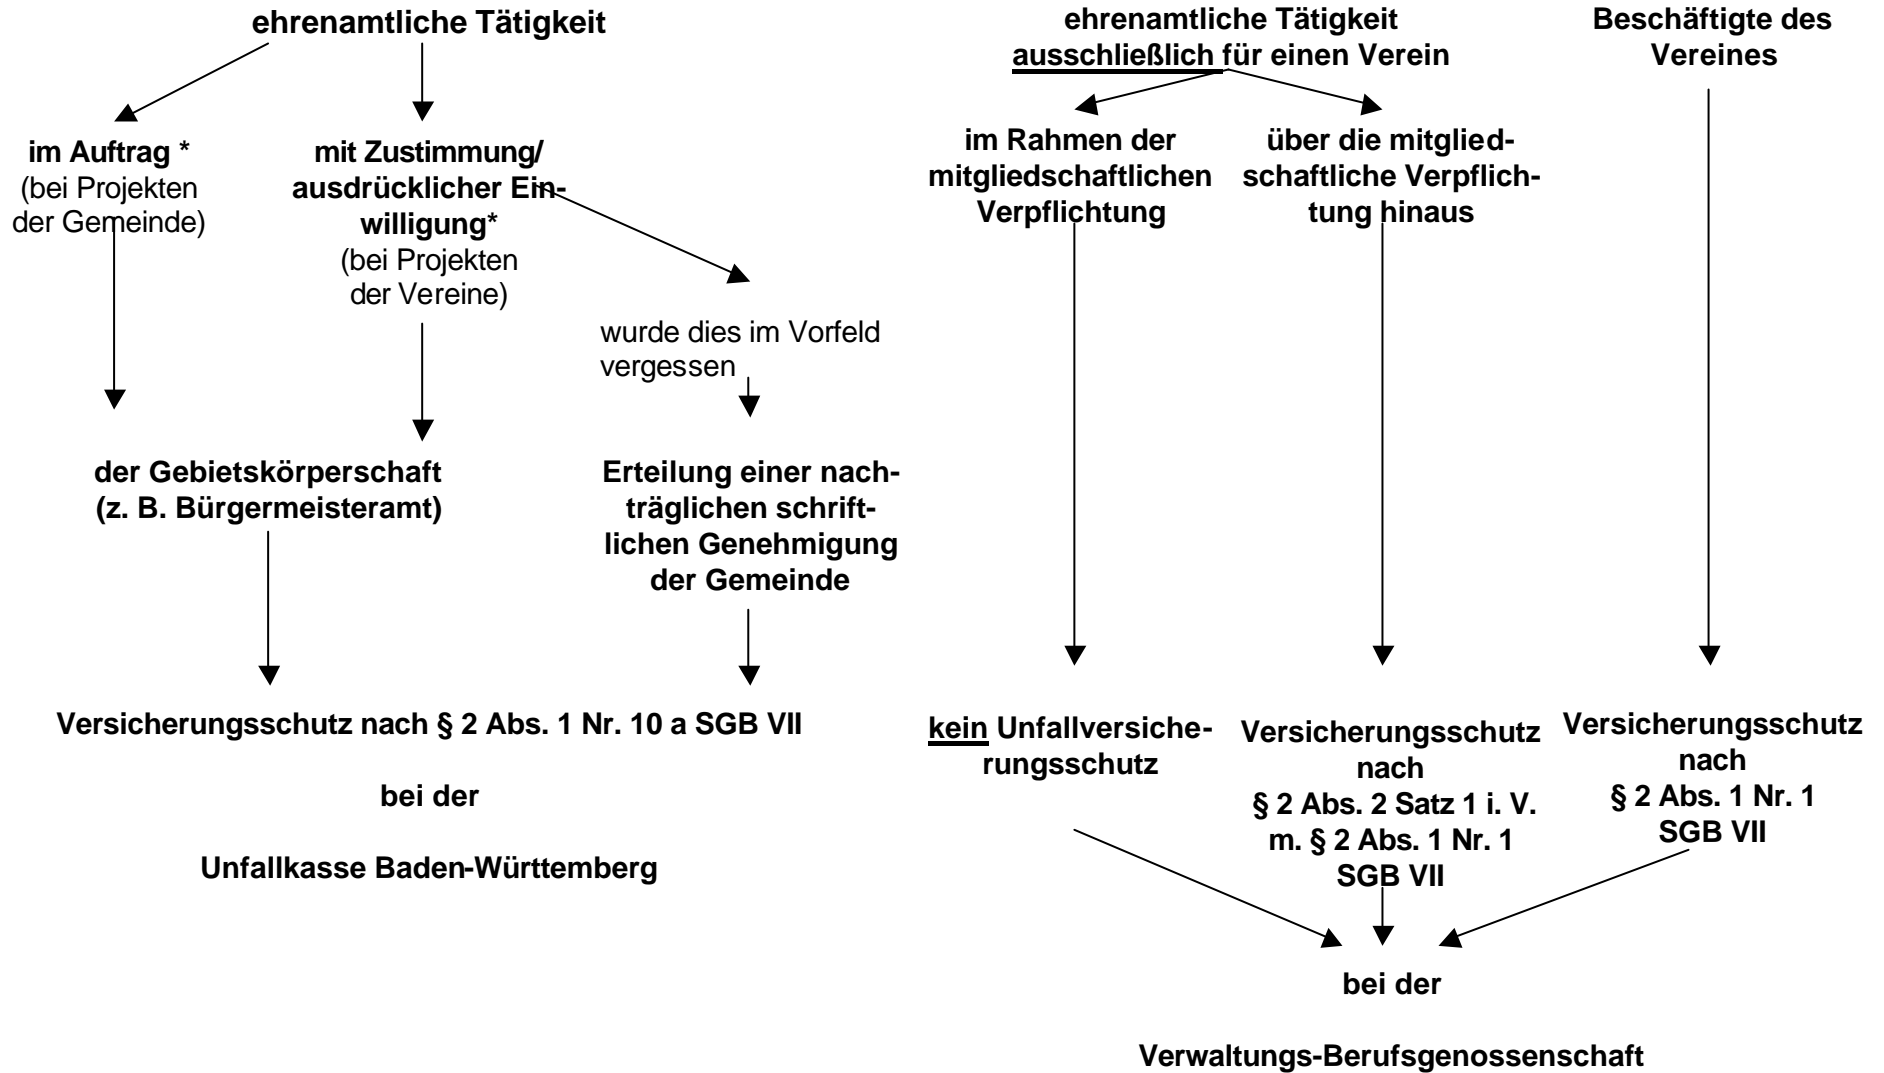 ehrenamtliche Tätigkeit
im Auftrag *
(bei Projekten
der Gemeinde)
mit Zustimmung/
ausdrücklicher Ein-
willigung*
(bei Projekten
der Vereine)
wurde dies im Vorfeld
vergessen
der Gebietskörperschaft
(z. B. Bürgermeisteramt)
Erteilung einer nach-
träglichen schrift-
lichen Genehmigung
der Gemeinde
Versicherungsschutz nach § 2 Abs. 1 Nr. 10 a SGB VII
bei der
Unfallkasse Baden-Württemberg
ehrenamtliche Tätigkeit
ausschließlich für einen Verein
im Rahmen der
mitgliedschaftlichen
Verpflichtung
über die mitglied-
schaftliche Verpflich-
tung hinaus
kein Unfallversiche-
rungsschutz
Versicherungsschutz
nach
§ 2 Abs. 2 Satz 1 i. V.
m. § 2 Abs. 1 Nr. 1
SGB VII
Beschäftigte des
Vereines
Versicherungsschutz
nach
§ 2 Abs. 1 Nr. 1
SGB VII
bei der
Verwaltungs-Berufsgenossenschaft